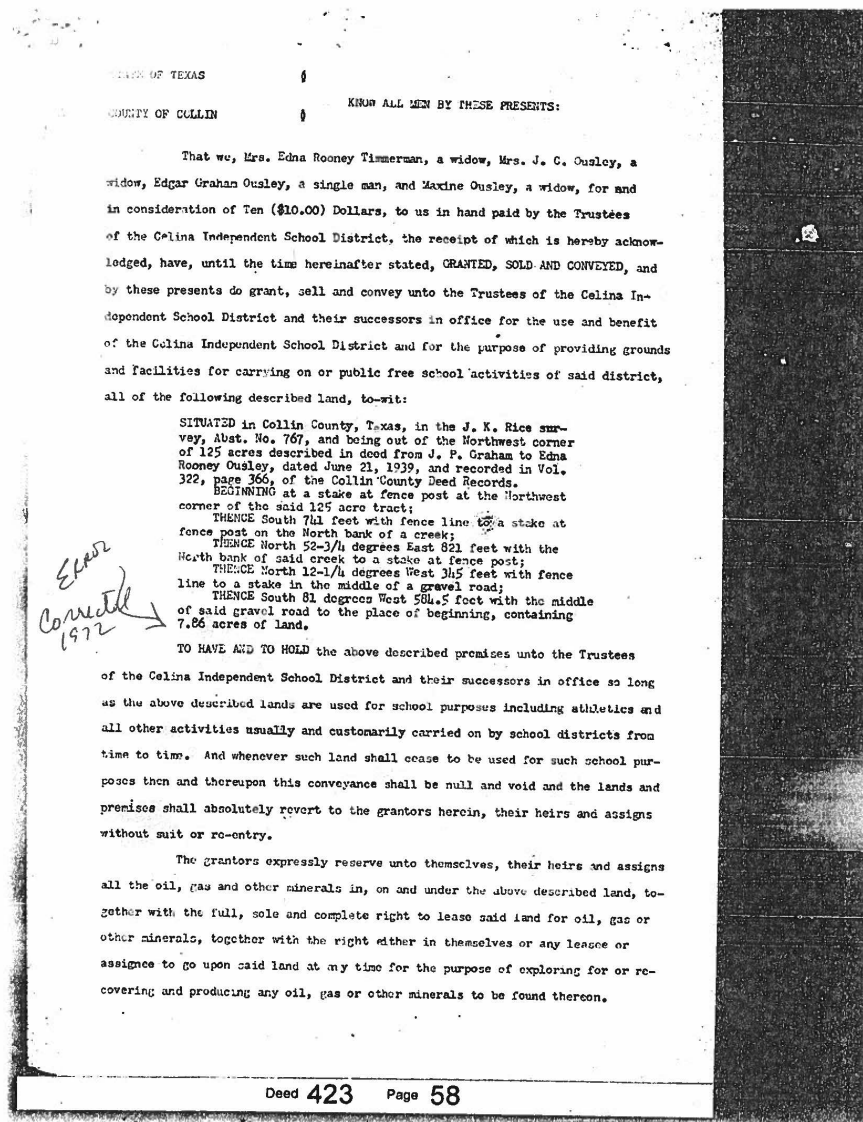 STATE OF TEXAS ◊
KNOW ALL MEN BY THESE PRESENTS:
COUNTY OF COLLIN ◊
That we, Mrs. Edna Rooney Timmerman, a widow, Mrs. J. C. Ousley, a
widow, Edgar Graham Ousley, a single man, and Maxine Ousley, a widow, for and
in consideration of Ten ($10.00) Dollars, to us in hand paid by the Trustees
of the Celina Independent School District, the receipt of which is hereby acknow-
ledged, have, until the time hereinafter stated, GRANTED, SOLD AND CONVEYED, and
by these presents do grant, sell and convey unto the Trustees of the Celina In-
dependent School District and their successors in office for the use and benefit
of the Celina Independent School District and for the purpose of providing grounds
and facilities for carrying on or public free school activities of said district,
all of the following described land, to-wit:
SITUATED in Collin County, Texas, in the J. K. Rice sur-
vey, Abst. No. 767, and being out of the Northwest corner
of 125 acres described in deed from J. P. Graham to Edna
Rooney Ousley, dated June 21, 1939, and recorded in Vol.
322, page 366, of the Collin County Deed Records.
BEGINNING at a stake at fence post at the Northwest
corner of the said 125 acre tract;
THENCE South 741 feet with fence line to a stake at
fence post on the North bank of a creek;
THENCE North 52-3/4 degrees East 821 feet with the
North bank of said creek to a stake at fence post;
THENCE North 12-1/4 degrees West 345 feet with fence
line to a stake in the middle of a gravel road;
THENCE South 81 degrees West 584.5 feet with the middle
of said gravel road to the place of beginning, containing
7.86 acres of land.
ERROR
Corrected
1972
TO HAVE AND TO HOLD the above described premises unto the Trustees
of the Celina Independent School District and their successors in office so long
as the above described lands are used for school purposes including athletics and
all other activities usually and customarily carried on by school districts from
time to time. And whenever such land shall cease to be used for such school pur-
poses then and thereupon this conveyance shall be null and void and the lands and
premises shall absolutely revert to the grantors herein, their heirs and assigns
without suit or re-entry.
The grantors expressly reserve unto themselves, their heirs and assigns
all the oil, gas and other minerals in, on and under the above described land, to-
gether with the full, sole and complete right to lease said land for oil, gas or
other minerals, together with the right either in themselves or any leasee or
assignee to go upon said land at any time for the purpose of exploring for or re-
covering and producing any oil, gas or other minerals to be found thereon.
Deed 423 Page 58